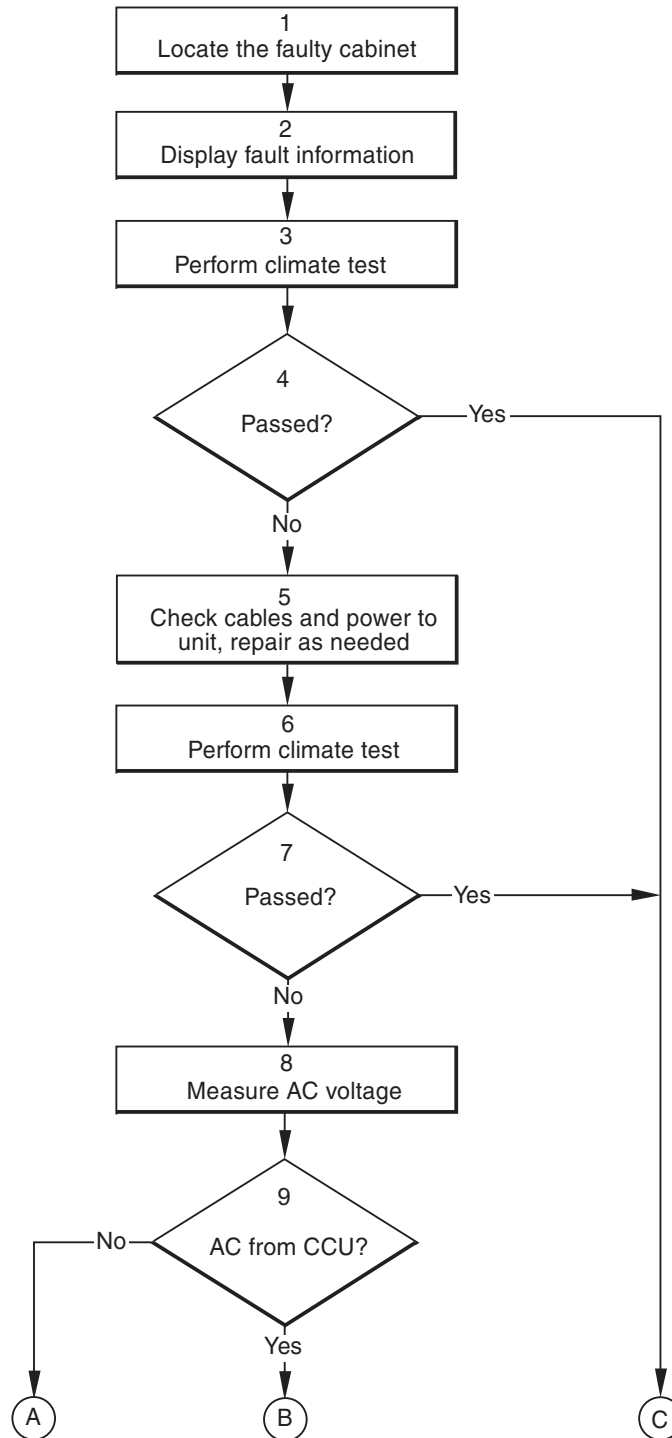 1
Locate the faulty cabinet
2
Display fault information
3
Perform climate test
4
Passed?
Yes
No
5
Check cables and power to
unit, repair as needed
6
Perform climate test
7
Passed?
Yes
No
8
Measure AC voltage
9
AC from CCU?
No
Yes
A
B
C